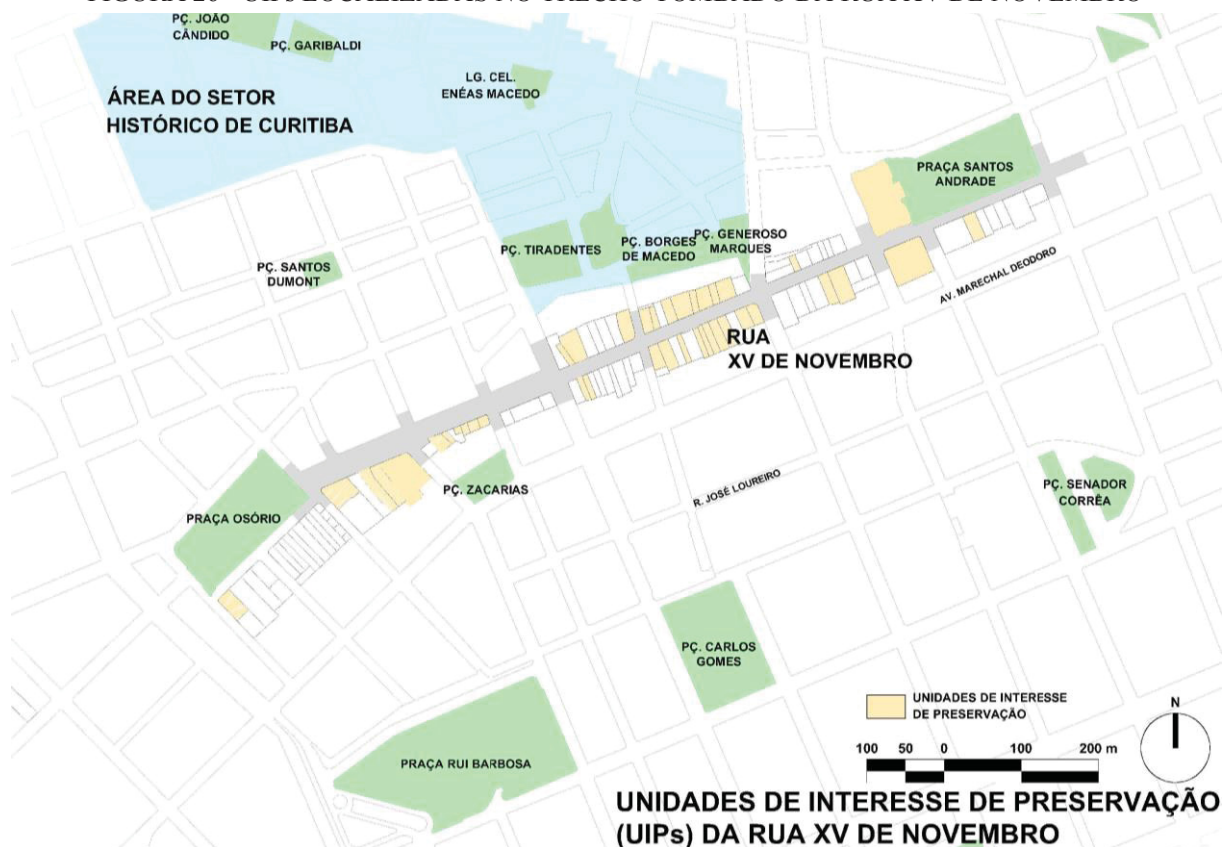 PÇ. JOÃO
CÂNDIDO
PÇ. GARIBALDI
LG. CEL.
ENÉAS MACEDO
ÁREA DO SETOR
HISTÓRICO DE CURITIBA
PRAÇA SANTOS
ANDRADE
PÇ. TIRADENTES
PÇ. BORGES
DE MACEDO
PÇ. GENEROSO
MARQUES
PÇ. SANTOS
DUMONT
AV. MARECHAL DEODORO
RUA
XV DE NOVEMBRO
PÇ. ZACARIAS
R. JOSÉ LOUREIRO
PÇ. SENADOR
CORRÊA
PRAÇA OSÓRIO
PÇ. CARLOS
GOMES
UNIDADES DE INTERESSE
DE PRESERVAÇÃO
N
100 50 0 100 200 m
PRAÇA RUI BARBOSA
UNIDADES DE INTERESSE DE PRESERVAÇÃO
(UIPs) DA RUA XV DE NOVEMBRO